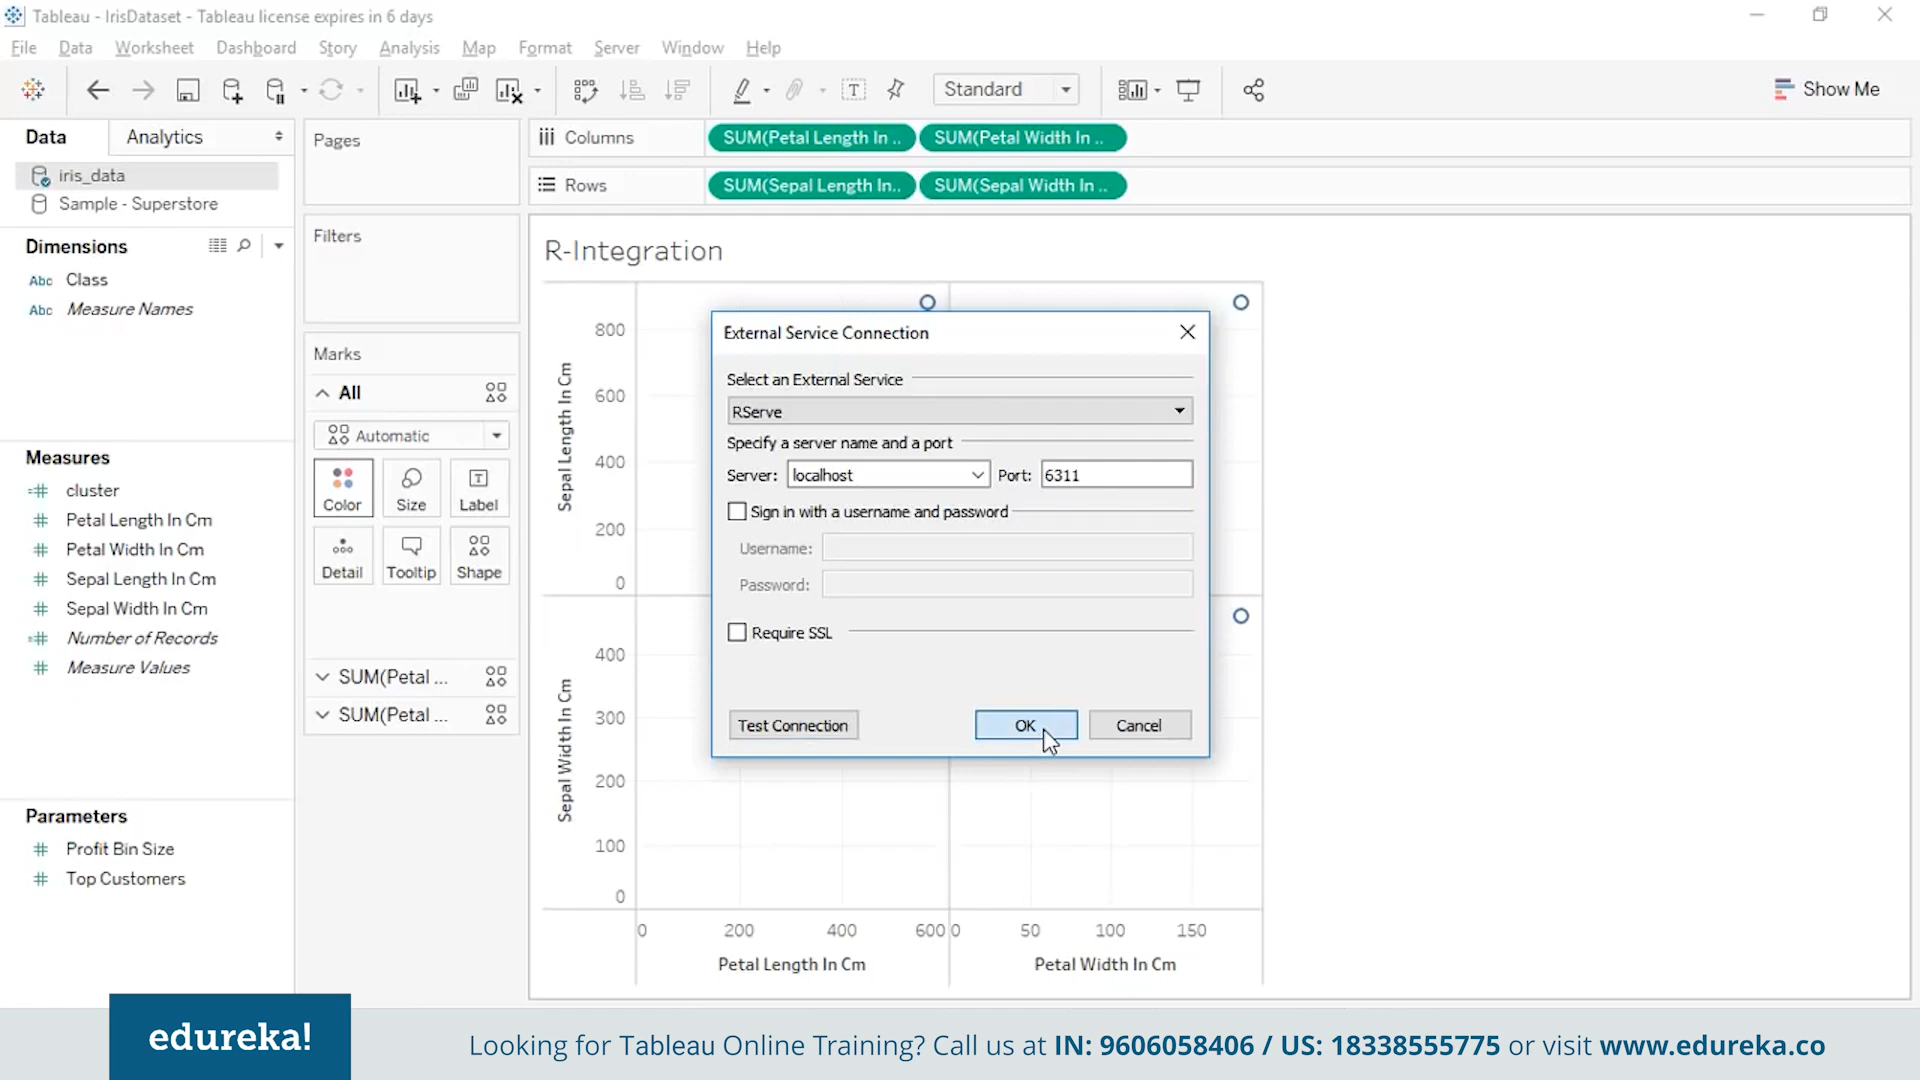 Tableau - IrisDataset - Tableau license expires in 6 days
File Data Worksheet Dashboard Story Analysis Map Format Server Window Help
Standard
Show Me
Data Analytics
iris_data
Sample - Superstore
Dimensions
Abc Class
Abc Measure Names
Measures
cluster
Petal Length In Cm
Petal Width In Cm
Sepal Length In Cm
Sepal Width In Cm
Number of Records
Measure Values
Parameters
Profit Bin Size
Top Customers
Pages
Filters
Marks
All
Automatic
Color Size Label
Detail Tooltip Shape
SUM(Petal ...
SUM(Petal ...
Columns SUM(Petal Length In .. SUM(Petal Width In ..
Rows SUM(Sepal Length In.. SUM(Sepal Width In ..
R-Integration
Sepal Length In Cm
800
600
400
200
0
Sepal Width In Cm
400
300
200
100
0
0 200 400 600 0 50 100 150
Petal Length In Cm Petal Width In Cm
External Service Connection
Select an External Service
RServe
Specify a server name and a port
Server: localhost Port: 6311
Sign in with a username and password
Username:
Password:
Require SSL
Test Connection OK Cancel
edureka!
Looking for Tableau Online Training? Call us at IN: 9606058406 / US: 18338555775 or visit www.edureka.co